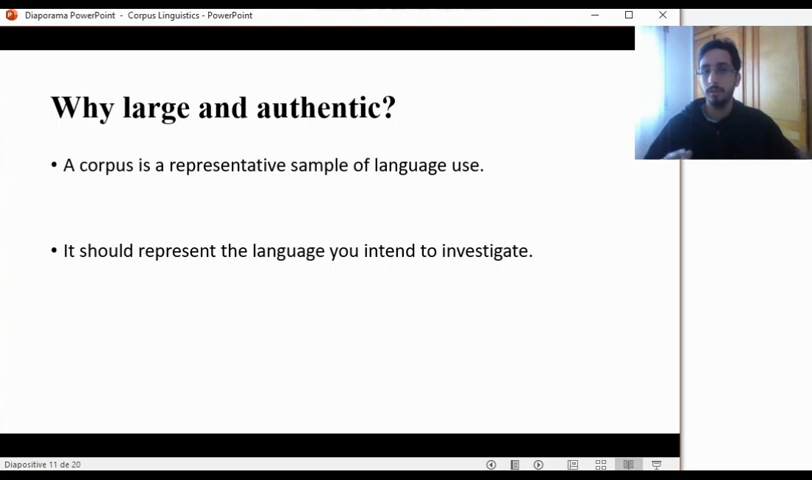 Diaporama PowerPoint - Corpus Linguistics - PowerPoint
Why large and authentic?
• A corpus is a representative sample of language use.
• It should represent the language you intend to investigate.
Diapositive 11 de 20